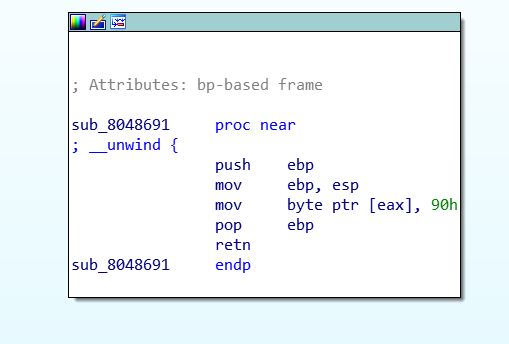 ; Attributes: bp-based frame
sub_8048691 proc near
; __unwind {
push ebp
mov ebp, esp
mov byte ptr [eax], 90h
pop ebp
retn
sub_8048691 endp